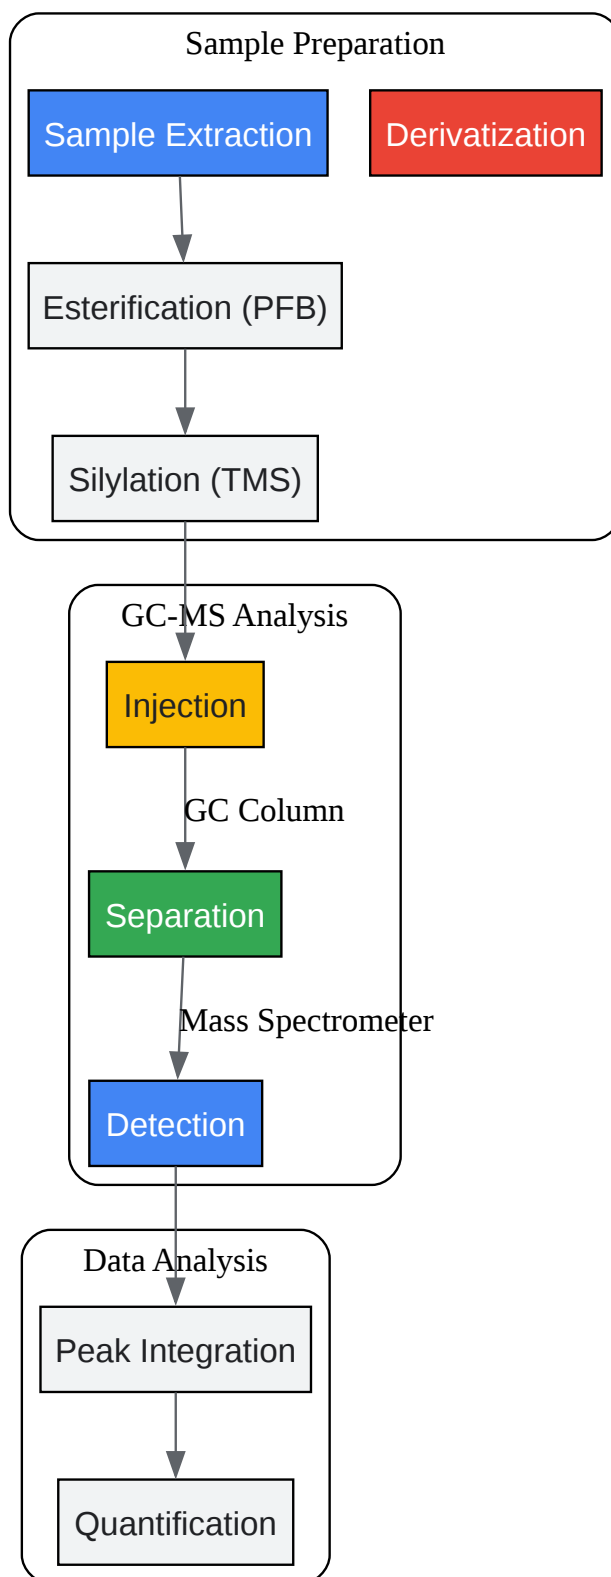 Sample Preparation
Sample Extraction
Derivatization
Esterification (PFB)
Silylation (TMS)
GC-MS Analysis
Injection
GC Column
Separation
Mass Spectrometer
Detection
Data Analysis
Peak Integration
Quantification